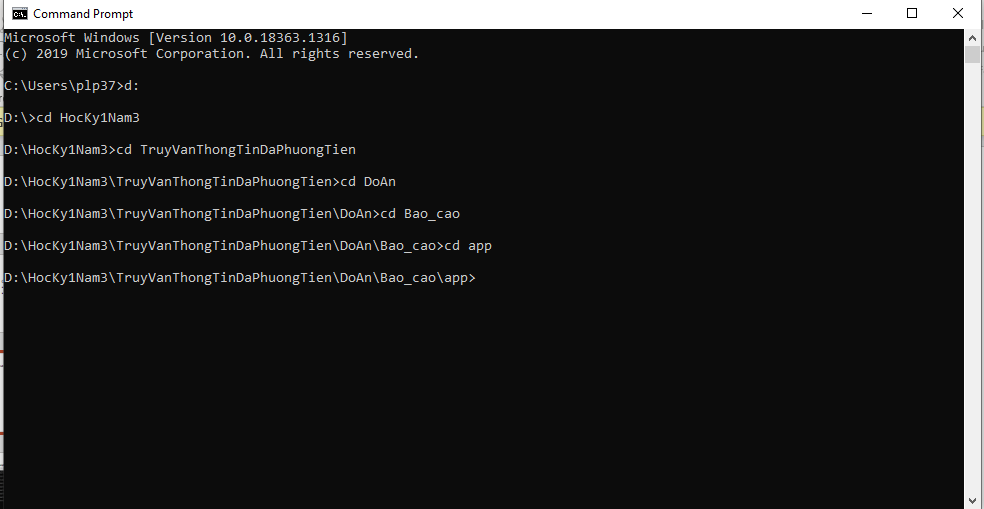 Command Prompt
Microsoft Windows [Version 10.0.18363.1316]
(c) 2019 Microsoft Corporation. All rights reserved.
C:\Users\plp37>d:
D:\>cd HocKy1Nam3
D:\HocKy1Nam3>cd TruyVanThongTinDaPhuongTien
D:\HocKy1Nam3\TruyVanThongTinDaPhuongTien>cd DoAn
D:\HocKy1Nam3\TruyVanThongTinDaPhuongTien\DoAn>cd Bao_cao
D:\HocKy1Nam3\TruyVanThongTinDaPhuongTien\DoAn\Bao_cao>cd app
D:\HocKy1Nam3\TruyVanThongTinDaPhuongTien\DoAn\Bao_cao\app>